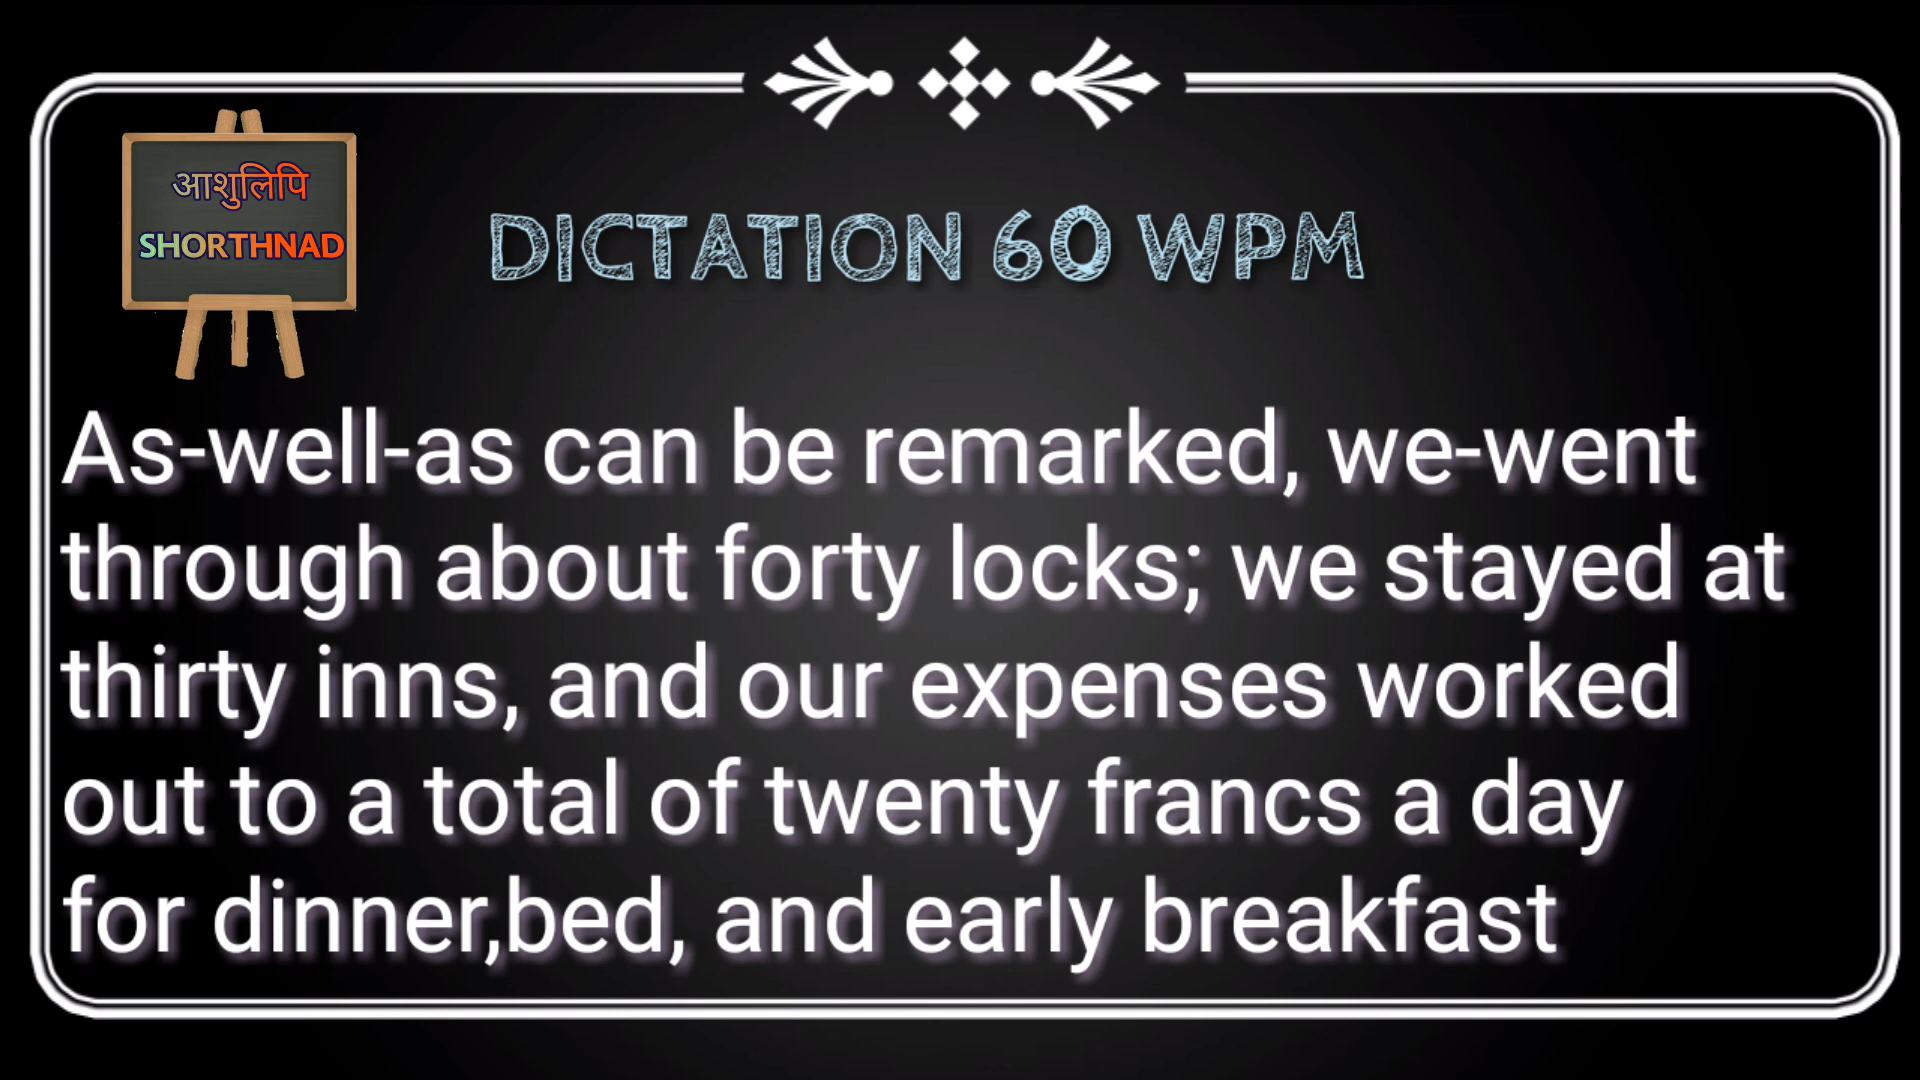 आशुलिपि
SHORTHNAD
DICTATION 60 WPM
As-well-as can be remarked, we-went
through about forty locks; we stayed at
thirty inns, and our expenses worked
out to a total of twenty francs a day
for dinner,bed, and early breakfast